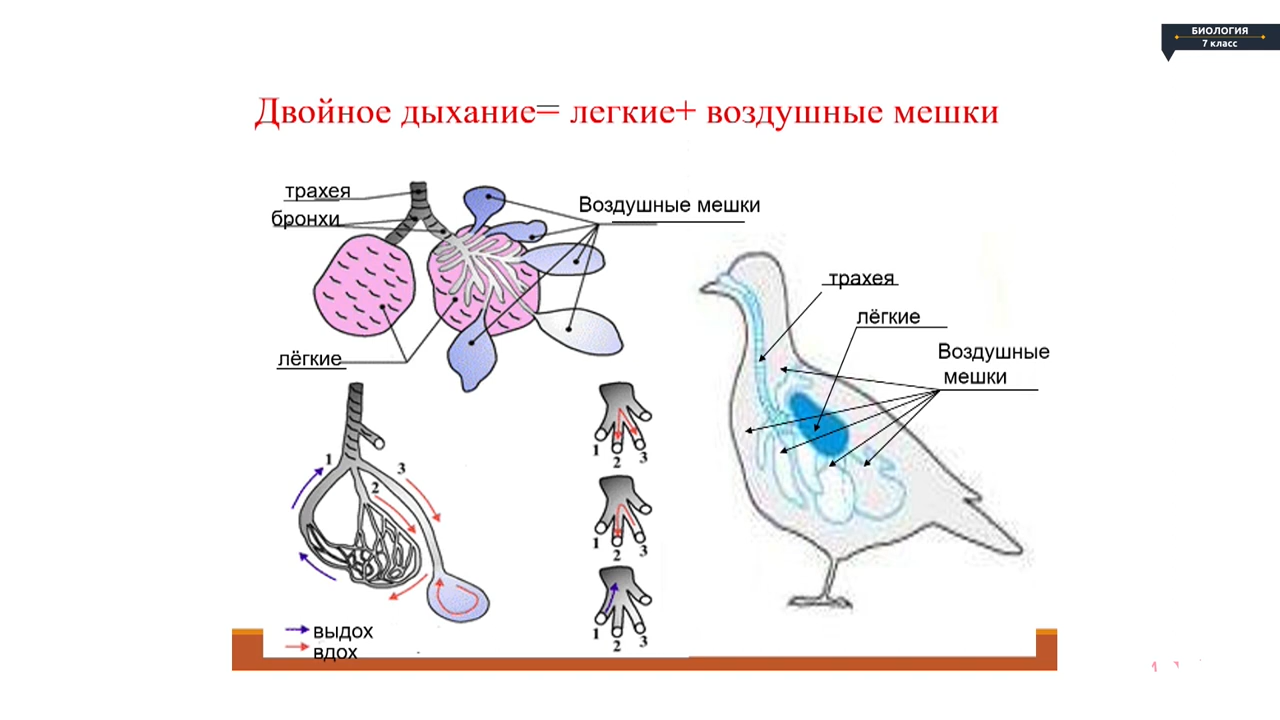 БИОЛОГИЯ
7 класс
Двойное дыхание= легкие+ воздушные мешки
трахея
бронхи
Воздушные мешки
лёгкие
трахея
лёгкие
Воздушные
мешки
1
3
2
1
2
3
1
2
3
1
2
3
выдох
вдох